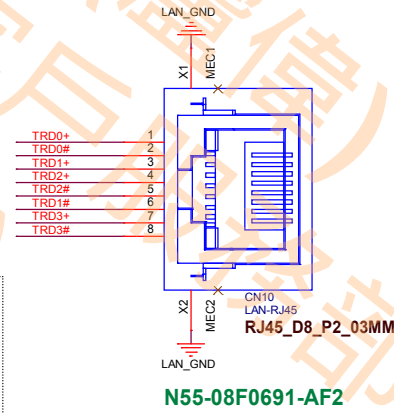 LAN_GND
X1
MEC1
TRD0+ 1
TRD0# 2
TRD1+ 3
TRD2+ 4
TRD2# 5
TRD1# 6
TRD3+ 7
TRD3# 8
X2
MEC2
CN10
LAN-RJ45
RJ45_D8_P2_03MM
LAN_GND
N55-08F0691-AF2